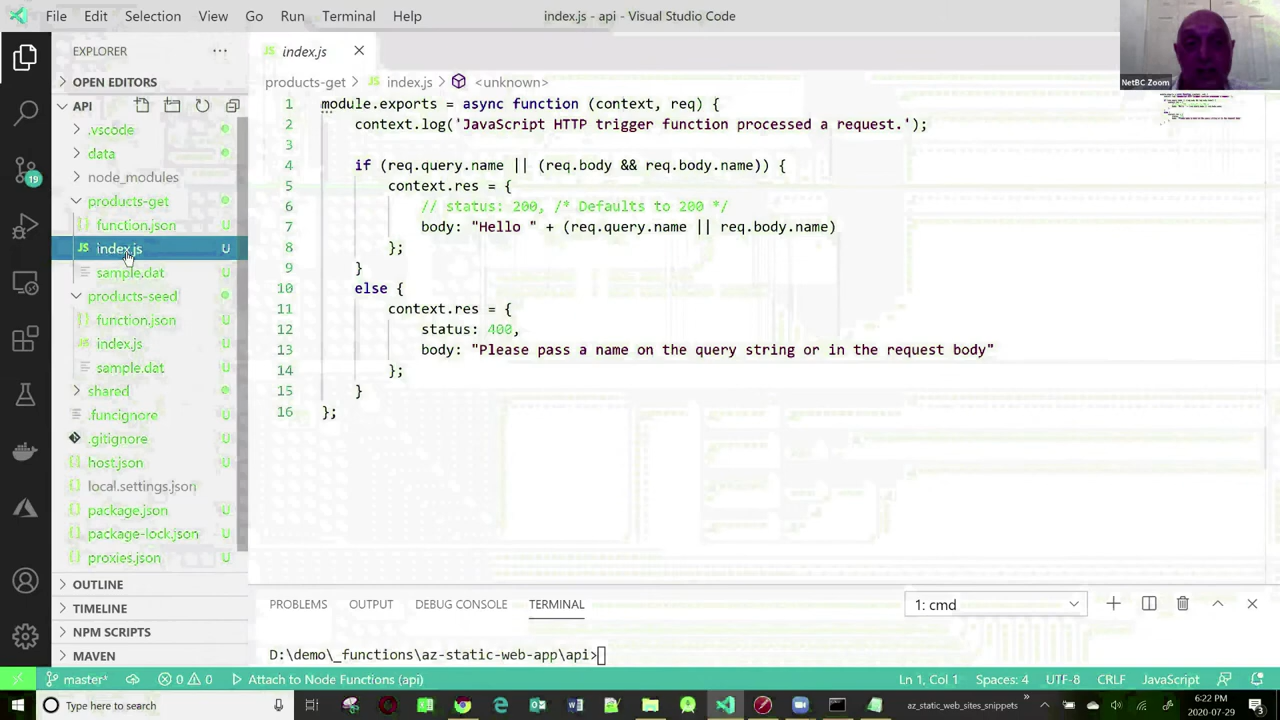 File Edit Selection View Go Run Terminal Help index.js - api - Visual Studio Code
EXPLORER
OPEN EDITORS
API
.vscode
data
node_modules
products-get
function.json U
index.js U
sample.dat U
products-seed
function.json U
index.js U
sample.dat U
shared
.funcignore U
.gitignore U
host.json U
local.settings.json
package.json U
package-lock.json U
proxies.json U
OUTLINE
TIMELINE
NPM SCRIPTS
MAVEN
19
JS index.js
products-get > JS index.js > <unknown>
1 (context, req) {
2 context.log(' HTTP a request.');
3
4 if (req.query.name || (req.body && req.body.name)) {
5 context.res = {
6 // status: 200, /* Defaults to 200 */
7 body: (req.query.name || req.body.name)
8 };
9 }
10 else {
11 context.res = {
12 status: 400,
13 body: "Please pass a name on the query string or in the request body"
14 };
15 }
16 };
NetBC Zoom
PROBLEMS OUTPUT DEBUG CONSOLE TERMINAL 1: cmd
D:\demo\_functions\az-static-web-app\api>
master* 0 0 Attach to Node Functions (api) Ln 1, Col 1 Spaces: 4 UTF-8 CRLF JavaScript
Type here to search az_static_web_sites_snippets 6:22 PM
2020-07-29 3